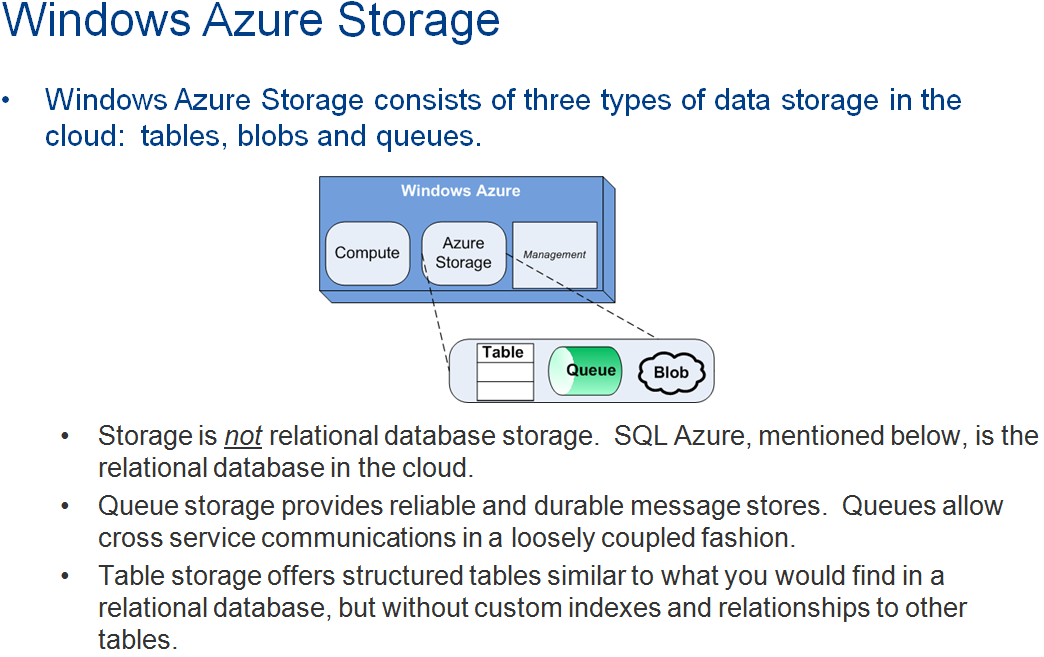 Windows Azure Storage
• Windows Azure Storage consists of three types of data storage in the
cloud:  tables, blobs and queues.
Windows Azure
Compute
Azure
Storage
Management
Table
Queue
Blob
• Storage is not relational database storage.  SQL Azure, mentioned below, is the
relational database in the cloud.
• Queue storage provides reliable and durable message stores.  Queues allow
cross service communications in a loosely coupled fashion.
• Table storage offers structured tables similar to what you would find in a
relational database, but without custom indexes and relationships to other
tables.